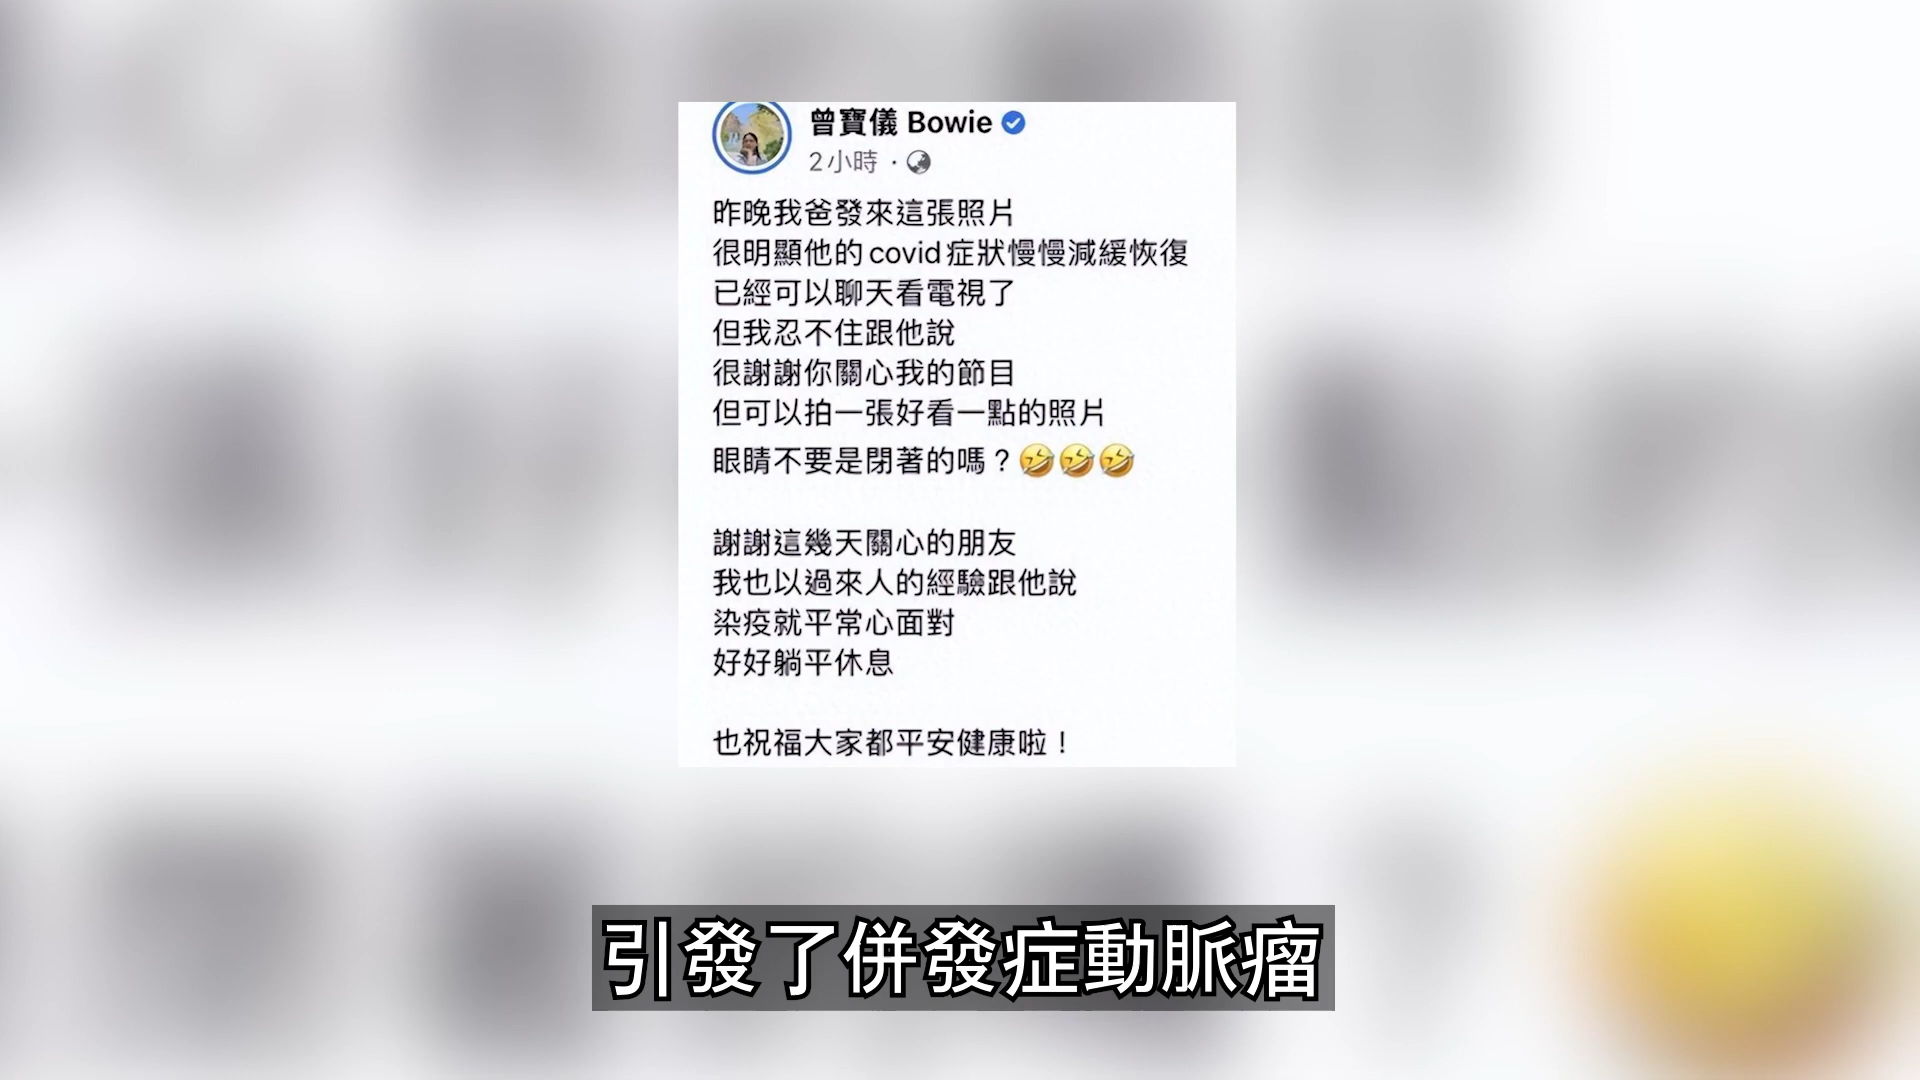 曾寶儀 Bowie
2小時 ·
昨晚我爸發來這張照片
很明顯他的covid症狀慢慢減緩恢復
已經可以聊天看電視了
但我忍不住跟他說
很謝謝你關心我的節目
但可以拍一張好看一點的照片
眼睛不要是閉著的嗎？🤣🤣🤣
謝謝這幾天關心的朋友
我也以過來人的經驗跟他說
染疫就平常心面對
好好躺平休息
也祝福大家都平安健康啦！
引發了併發症動脈瘤